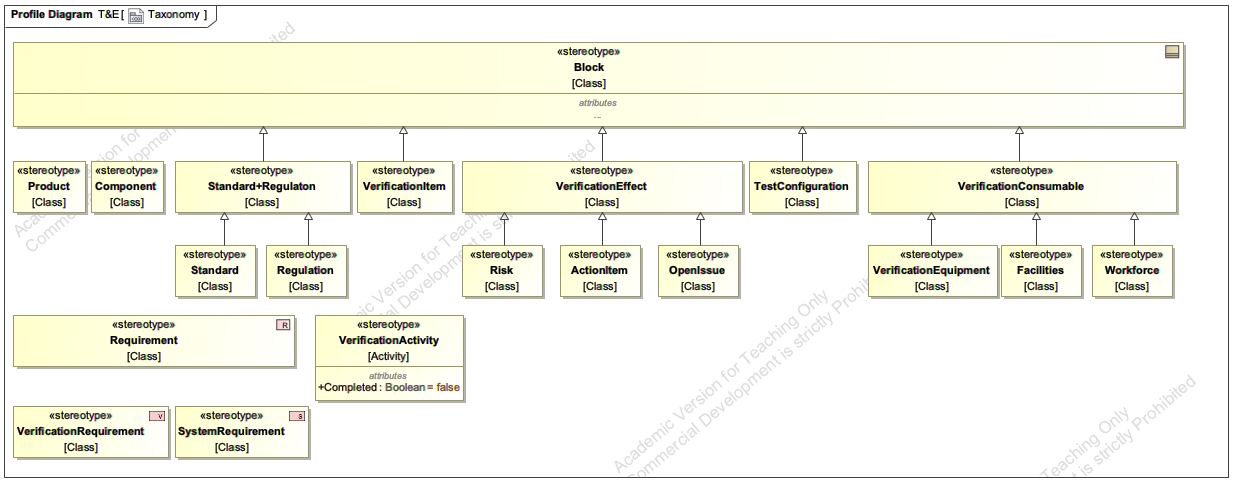 Profile Diagram T&E [ Taxonomy ]
«stereotype»
Block
[Class]
attributes
...
«stereotype»
Product
[Class]
«stereotype»
Component
[Class]
«stereotype»
Standard+Regulaton
[Class]
«stereotype»
VerificationItem
[Class]
«stereotype»
VerificationEffect
[Class]
«stereotype»
TestConfiguration
[Class]
«stereotype»
VerificationConsumable
[Class]
«stereotype»
Standard
[Class]
«stereotype»
Regulation
[Class]
«stereotype»
Risk
[Class]
«stereotype»
ActionItem
[Class]
«stereotype»
OpenIssue
[Class]
«stereotype»
VerificationEquipment
[Class]
«stereotype»
Facilities
[Class]
«stereotype»
Workforce
[Class]
«stereotype»
R
Requirement
[Class]
«stereotype»
VerificationActivity
[Activity]
attributes
+Completed : Boolean = false
«stereotype»
V
VerificationRequirement
[Class]
«stereotype»
S
SystemRequirement
[Class]
Academic Version for Teaching Only
Commercial Development is strictly Prohibited